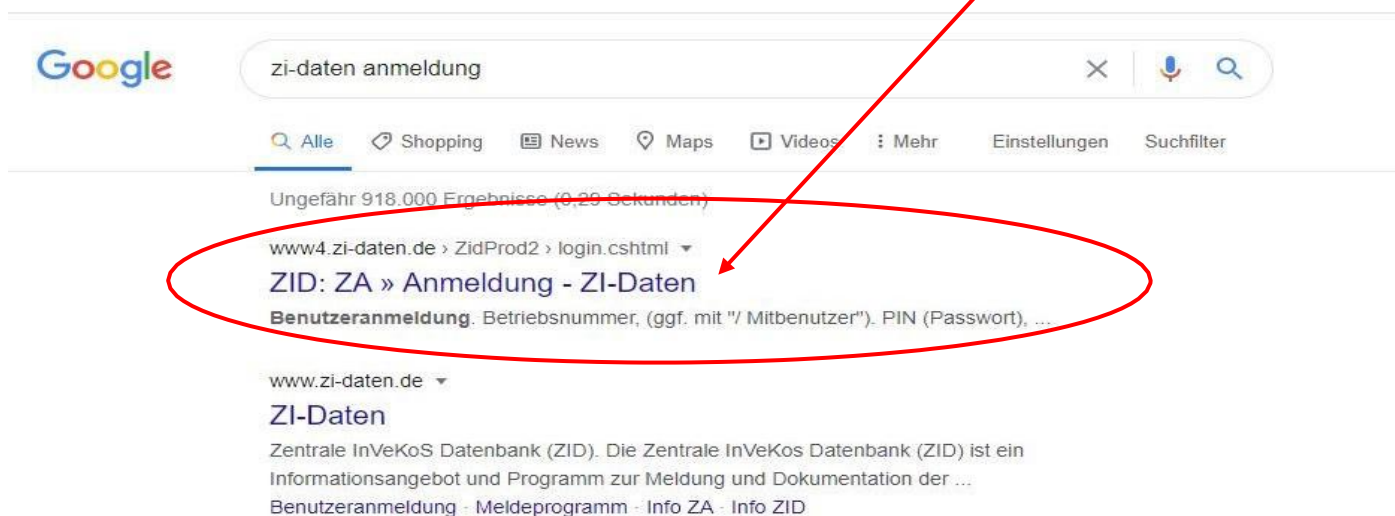 Google
zi-daten anmeldung
Alle Shopping News Maps Videos Mehr Einstellungen Suchfilter
Ungefähr 918.000 Ergebnisse (0,29 Sekunden)
www4.zi-daten.de › ZidProd2 › login.cshtml
ZID: ZA » Anmeldung - ZI-Daten
Benutzeranmeldung. Betriebsnummer, (ggf. mit "/ Mitbenutzer"). PIN (Passwort), ...
www.zi-daten.de
ZI-Daten
Zentrale InVeKoS Datenbank (ZID). Die Zentrale InVeKos Datenbank (ZID) ist ein
Informationsangebot und Programm zur Meldung und Dokumentation der ...
Benutzeranmeldung · Meldeprogramm · Info ZA · Info ZID